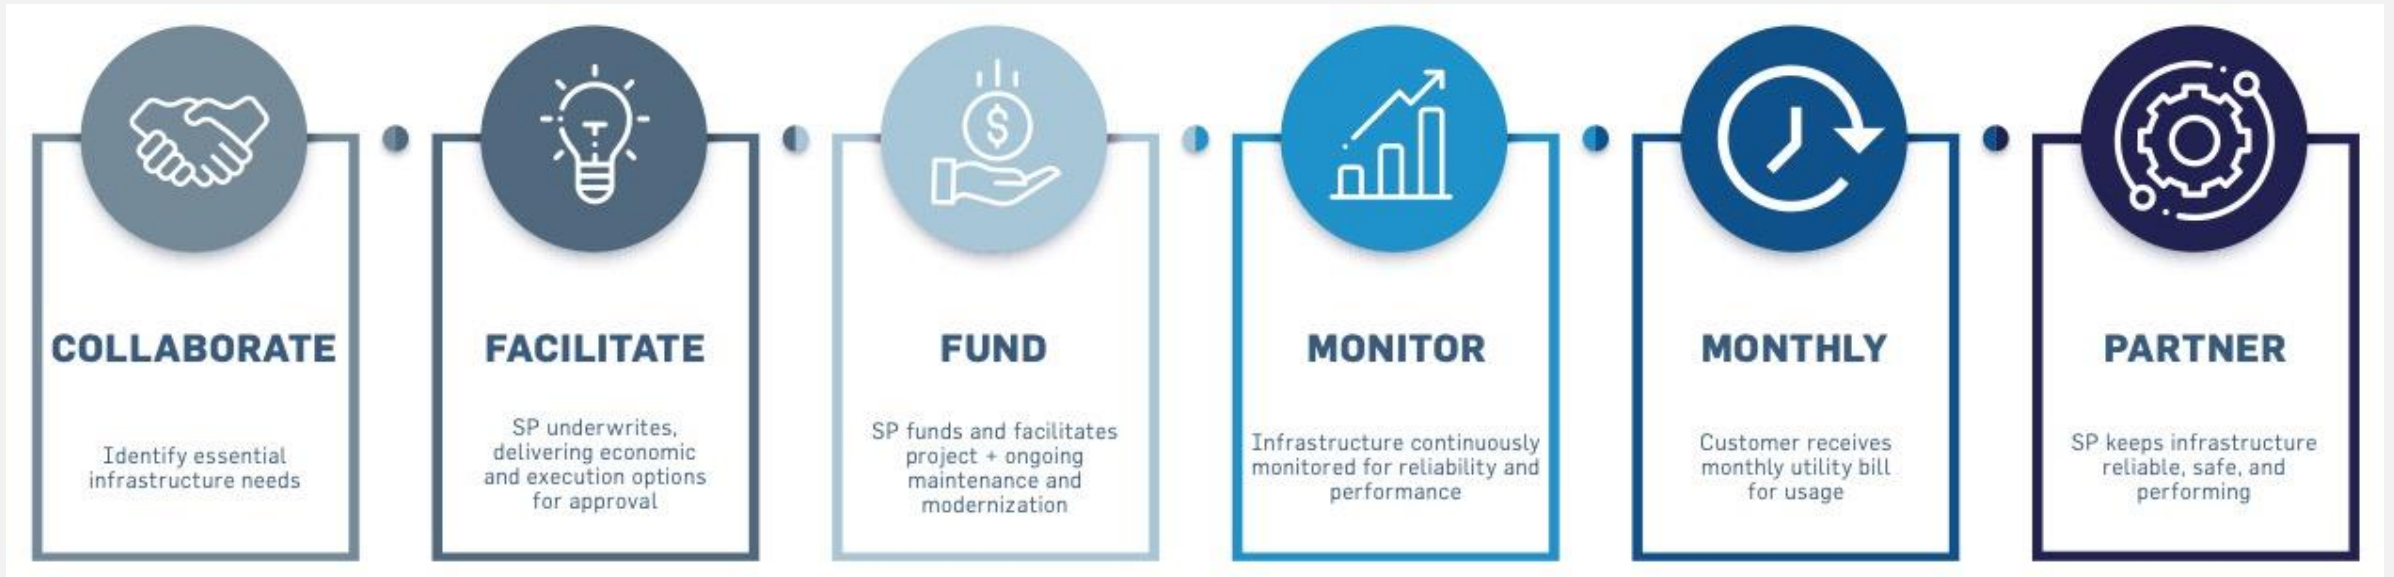 COLLABORATE
Identify essential
infrastructure needs
FACILITATE
SP underwrites,
delivering economic
and execution options
for approval
$
FUND
SP funds and facilitates
project + ongoing
maintenance and
modernization
MONITOR
Infrastructure continuously
monitored for reliability and
performance
MONTHLY
Customer receives
monthly utility bill
for usage
PARTNER
SP keeps infrastructure
reliable, safe, and
performing